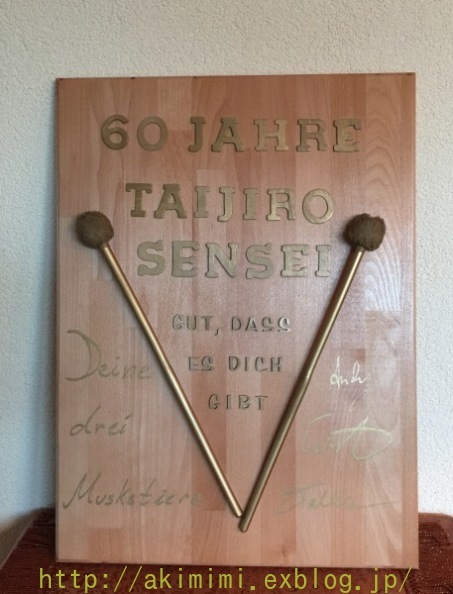 60 JAHRE
TAIJIRO
SENSEI
GUT, DASS
ES DICH
GIBT
Deine
drei
Musketiere
http://akimimi.exblog.jp/